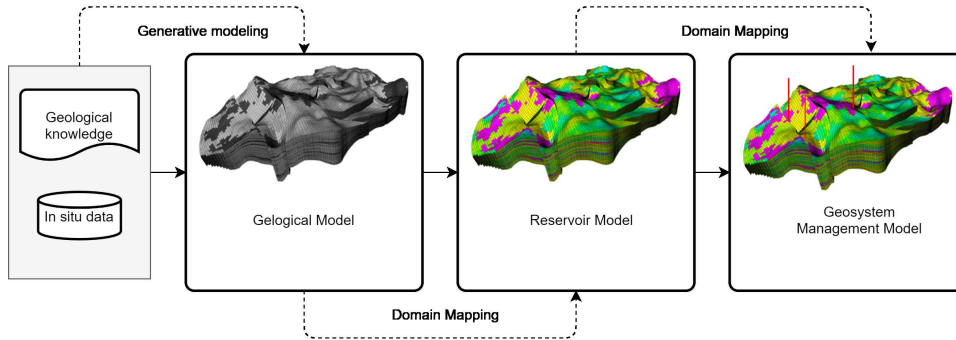 Generative modeling
Domain Mapping
Geological
knowledge
In situ data
Gelogical Model
Reservoir Model
Geosystem
Management Model
Domain Mapping